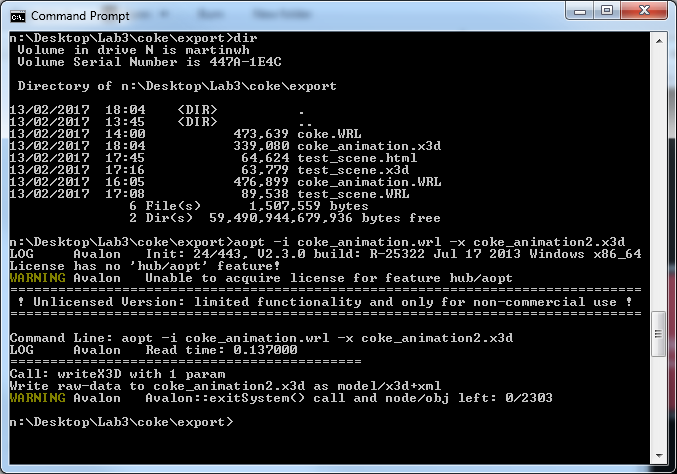 Command Prompt
n:\Desktop\Lab3\coke\export>dir
Volume in drive N is martinwh
Volume Serial Number is 447A-1E4C
Directory of n:\Desktop\Lab3\coke\export
13/02/2017  18:04    <DIR>          .
13/02/2017  13:45    <DIR>          ..
13/02/2017  14:00           473,639 coke.WRL
13/02/2017  18:04           339,080 coke_animation.x3d
13/02/2017  17:45            64,624 test_scene.html
13/02/2017  17:16            63,779 test_scene.x3d
13/02/2017  16:05           476,899 coke_animation.WRL
13/02/2017  17:08            89,538 test_scene.WRL
6 File(s)      1,507,559 bytes
2 Dir(s)  59,490,944,679,936 bytes free
n:\Desktop\Lab3\coke\export>aopt -i coke_animation.wrl -x coke_animation2.x3d
LOG     Avalon   Init: 24/443, V2.3.0 build: R-25322 Jul 17 2013 Windows x86_64
License has no 'hub/aopt' feature!
WARNING Avalon   Unable to acquire license for feature hub/aopt
===============================================================================
! Unlicensed Version: limited functionality and only for non-commercial use !
===============================================================================
Command Line: aopt -i coke_animation.wrl -x coke_animation2.x3d
LOG     Avalon   Read time: 0.137000
============================================
Call: writeX3D with 1 param
Write raw-data to coke_animation2.x3d as model/x3d+xml
WARNING Avalon   Avalon::exitSystem() call and node/obj left: 0/2303
n:\Desktop\Lab3\coke\export>